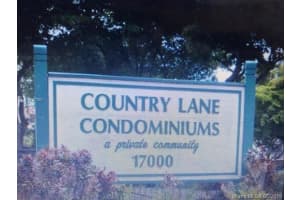 COUNTRY LANE
CONDOMINIUMS
a private community
17000